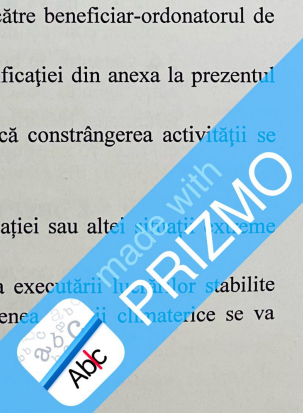 către beneficiar-ordonatorul de
ficației din anexa la prezentul
că constrângerea activității se
ației sau altei situații extreme
a executării lucrărilor stabilite
climaterice se va
made with
PRIZMO
Abc